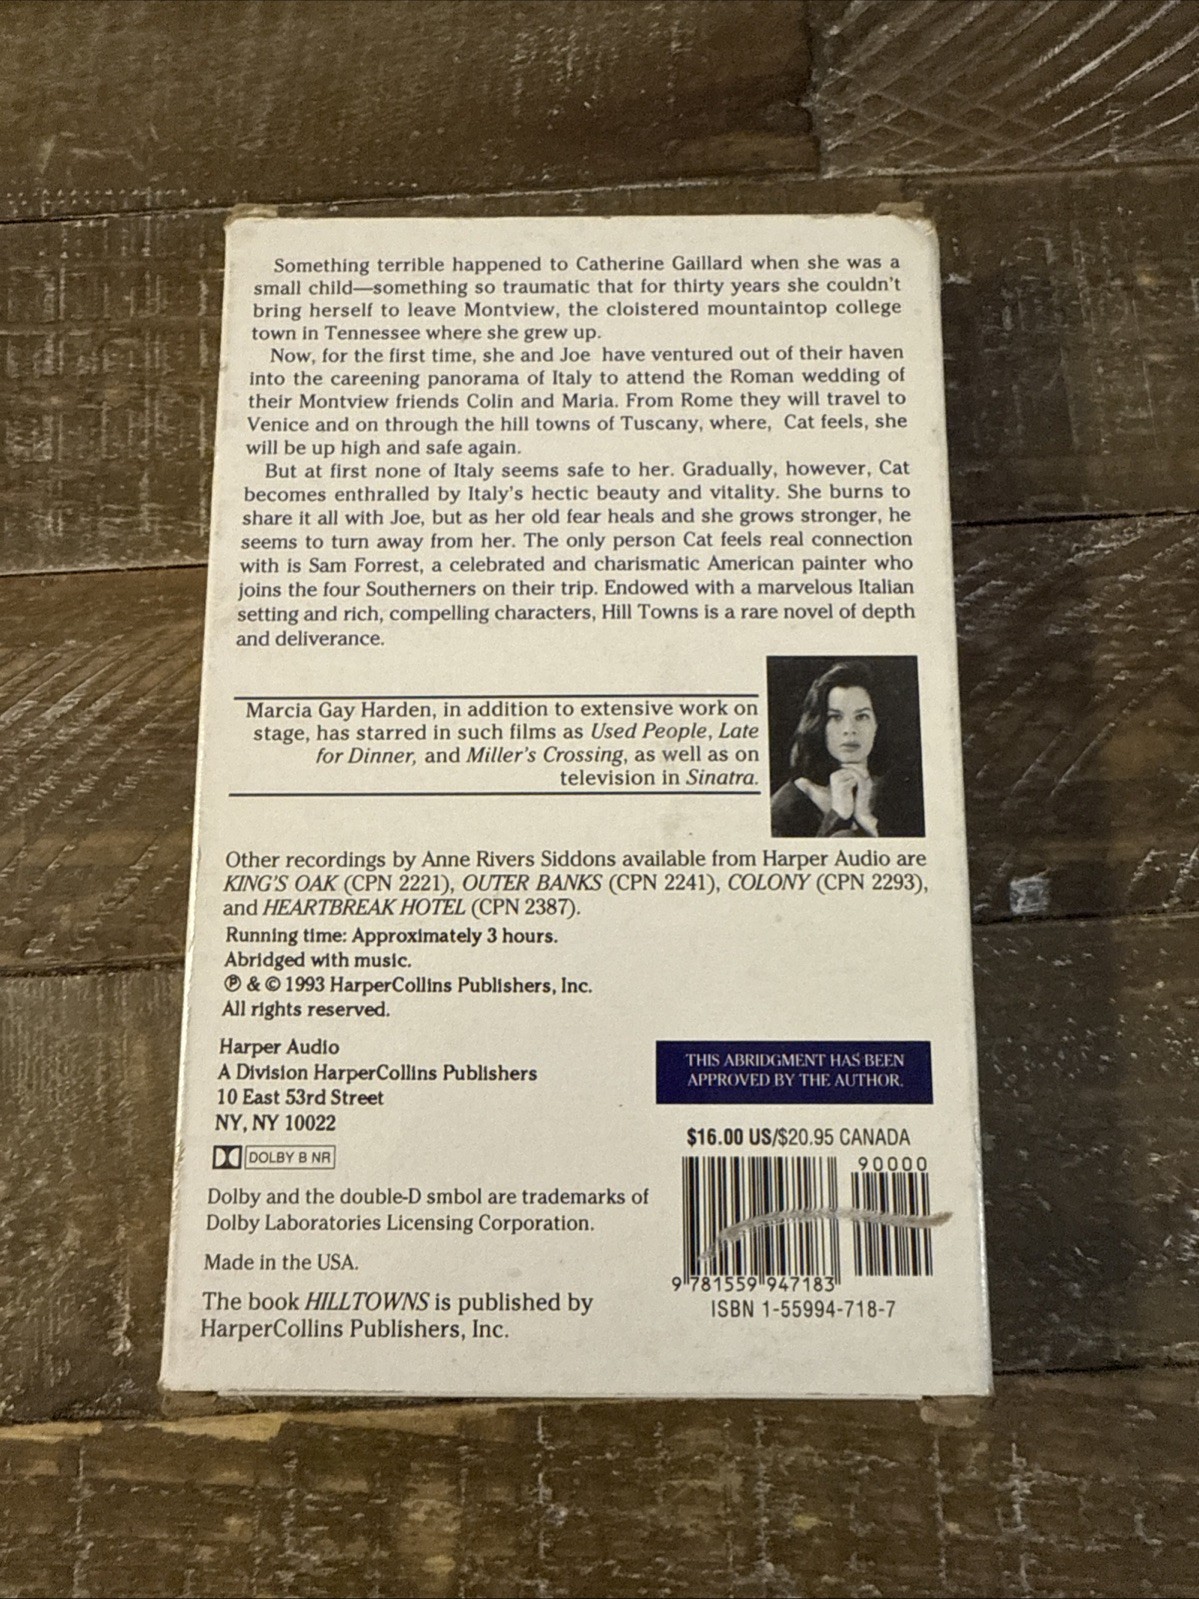 Something terrible happened to Catherine Gaillard when she was a
small child—something so traumatic that for thirty years she couldn't
bring herself to leave Montview, the cloistered mountaintop college
town in Tennessee where she grew up.
Now, for the first time, she and Joe have ventured out of their haven
into the careening panorama of Italy to attend the Roman wedding of
their Montview friends Colin and Maria. From Rome they will travel to
Venice and on through the hill towns of Tuscany, where, Cat feels, she
will be up high and safe again.
But at first none of Italy seems safe to her. Gradually, however, Cat
becomes enthralled by Italy's hectic beauty and vitality. She burns to
share it all with Joe, but as her old fear heals and she grows stronger, he
seems to turn away from her. The only person Cat feels real connection
with is Sam Forrest, a celebrated and charismatic American painter who
joins the four Southerners on their trip. Endowed with a marvelous Italian
setting and rich, compelling characters, Hill Towns is a rare novel of depth
and deliverance.
Marcia Gay Harden, in addition to extensive work on
stage, has starred in such films as Used People, Late
for Dinner, and Miller's Crossing, as well as on
television in Sinatra.
Other recordings by Anne Rivers Siddons available from Harper Audio are
KING'S OAK (CPN 2221), OUTER BANKS (CPN 2241), COLONY (CPN 2293),
and HEARTBREAK HOTEL (CPN 2387).
Running time: Approximately 3 hours.
Abridged with music.
℗ & © 1993 HarperCollins Publishers, Inc.
All rights reserved.
Harper Audio
A Division HarperCollins Publishers
10 East 53rd Street
NY, NY 10022
DOLBY B NR
Dolby and the double-D smbol are trademarks of
Dolby Laboratories Licensing Corporation.
Made in the USA.
The book HILLTOWNS is published by
HarperCollins Publishers, Inc.
THIS ABRIDGMENT HAS BEEN
APPROVED BY THE AUTHOR.
$16.00 US/$20.95 CANADA
90000
9 781559 947183
ISBN 1-55994-718-7